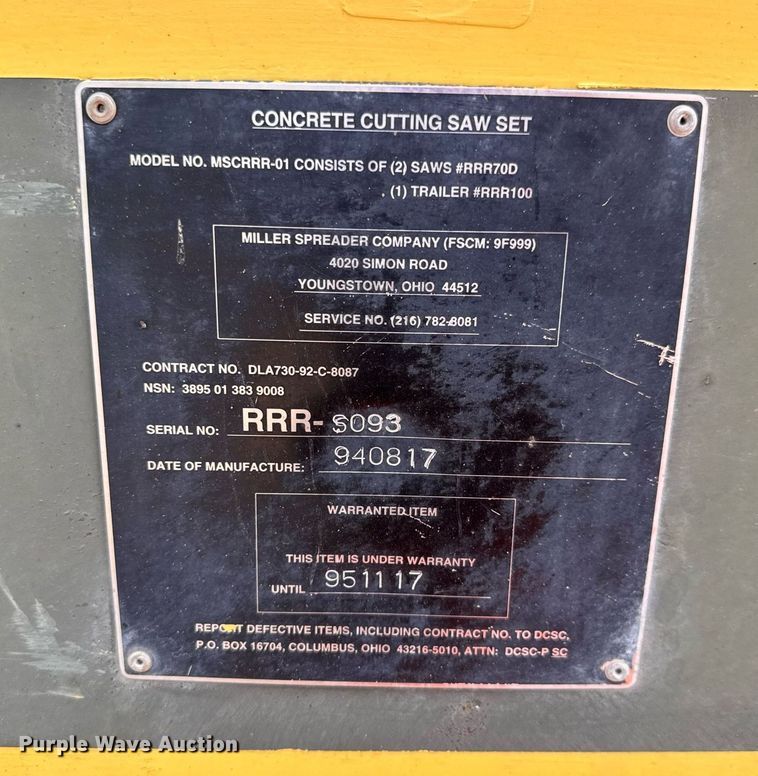 CONCRETE CUTTING SAW SET
MODEL NO. MSCRRR-01 CONSISTS OF (2) SAWS #RRR70D
(1) TRAILER #RRR100
MILLER SPREADER COMPANY (FSCM: 9F999)
4020 SIMON ROAD
YOUNGSTOWN, OHIO 44512
SERVICE NO. (216) 782-8081
CONTRACT NO. DLA730-92-C-8087
NSN: 3895 01 383 9008
SERIAL NO: RRR-S093
DATE OF MANUFACTURE: 940817
WARRANTED ITEM
THIS ITEM IS UNDER WARRANTY
UNTIL 951117
REPORT DEFECTIVE ITEMS, INCLUDING CONTRACT NO. TO DCSC,
P.O. BOX 16704, COLUMBUS, OHIO 43216-5010, ATTN: DCSC-P SC
Purple Wave Auction